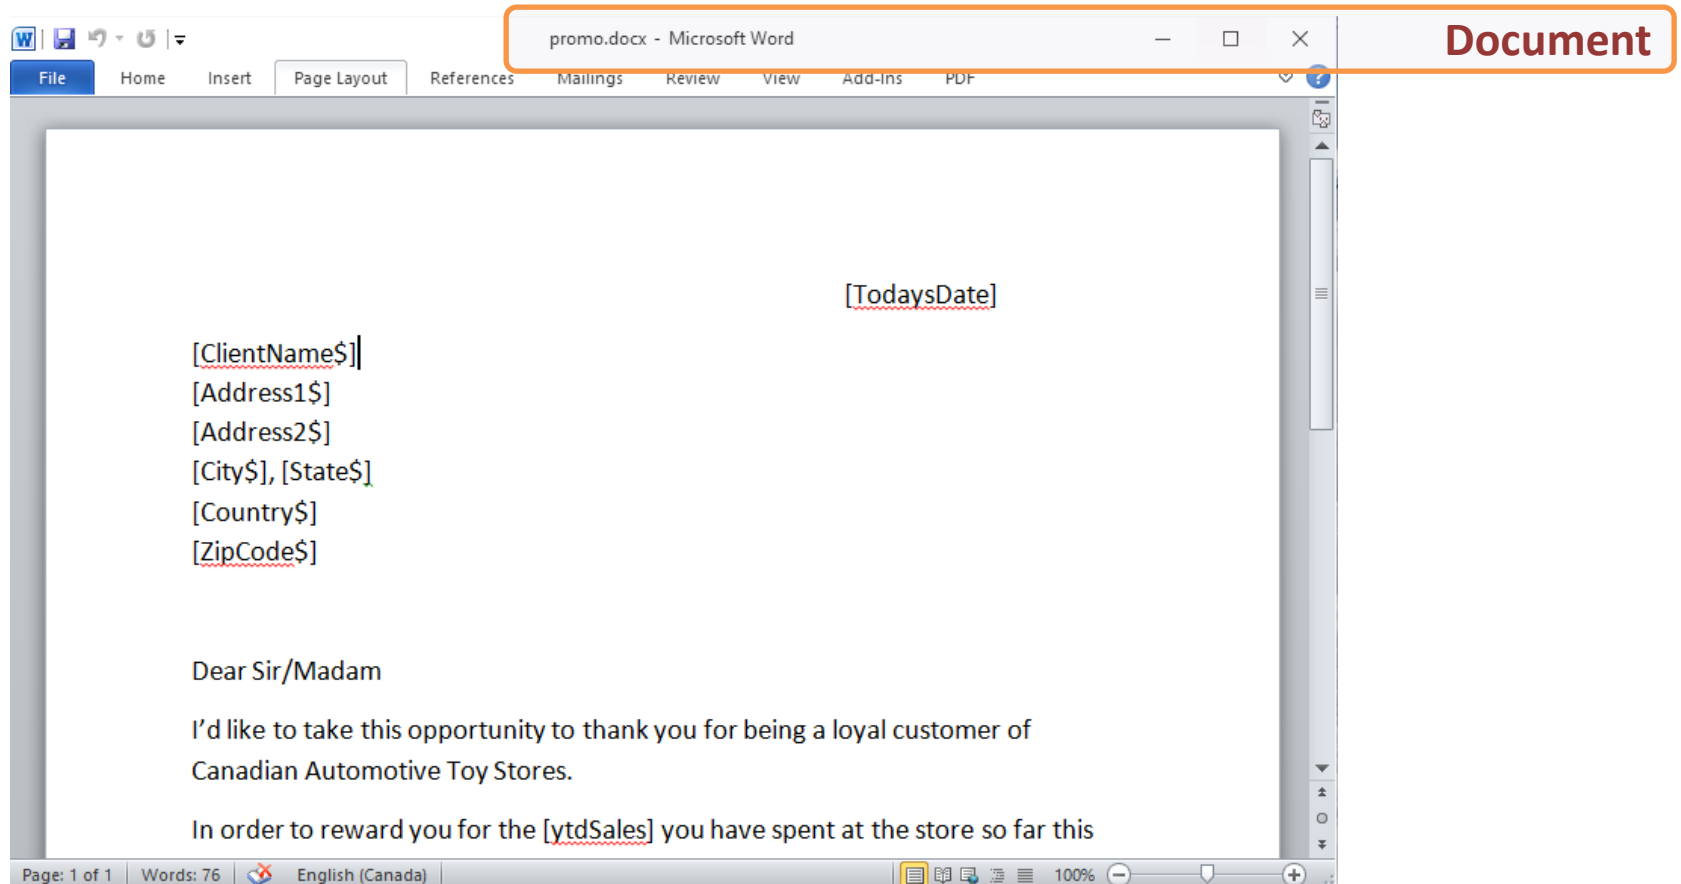 promo.docx - Microsoft Word
Document
File Home Insert Page Layout References Mailings Review View Add-Ins PDF
[TodaysDate]
[ClientName$]
[Address1$]
[Address2$]
[City$], [State$]
[Country$]
[ZipCode$]
Dear Sir/Madam
I'd like to take this opportunity to thank you for being a loyal customer of
Canadian Automotive Toy Stores.
In order to reward you for the [ytdSales] you have spent at the store so far this
Page: 1 of 1 Words: 76 English (Canada) 100%